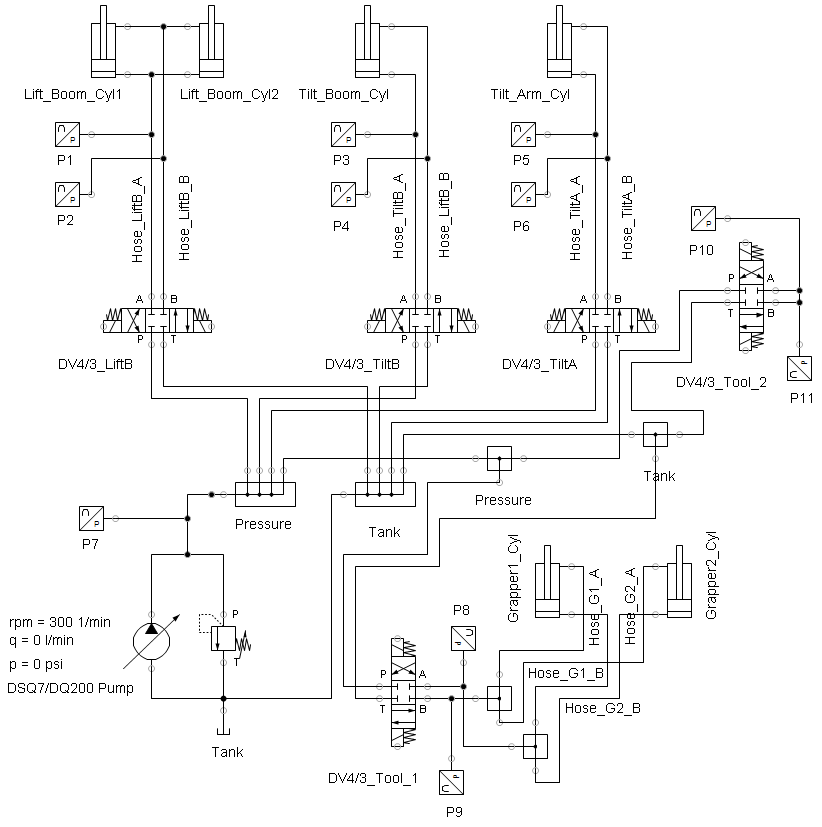 Lift_Boom_Cyl1
Lift_Boom_Cyl2
Tilt_Boom_Cyl
Tilt_Arm_Cyl
P
P1
P
P3
P
P5
P
P2
P
P4
P
P6
Hose_LiftB_A
Hose_LiftB_B
Hose_TiltB_A
Hose_LiftB_B
Hose_TiltA_A
Hose_TiltA_B
P
P10
P
A
T
B
A
B
P
T
A
B
P
T
A
B
P
T
DV4/3_LiftB
DV4/3_TiltB
DV4/3_TiltA
DV4/3_Tool_2
P
P11
Tank
Pressure
Pressure
Tank
P
P7
Grapper1_Cyl
Hose_G1_A
Hose_G2_A
Grapper2_Cyl
P
T
rpm = 300 1/min
q = 0 l/min
p = 0 psi
DSQ7/DQ200 Pump
P8
P
P
A
T
B
Hose_G1_B
Hose_G2_B
Tank
DV4/3_Tool_1
P
P9